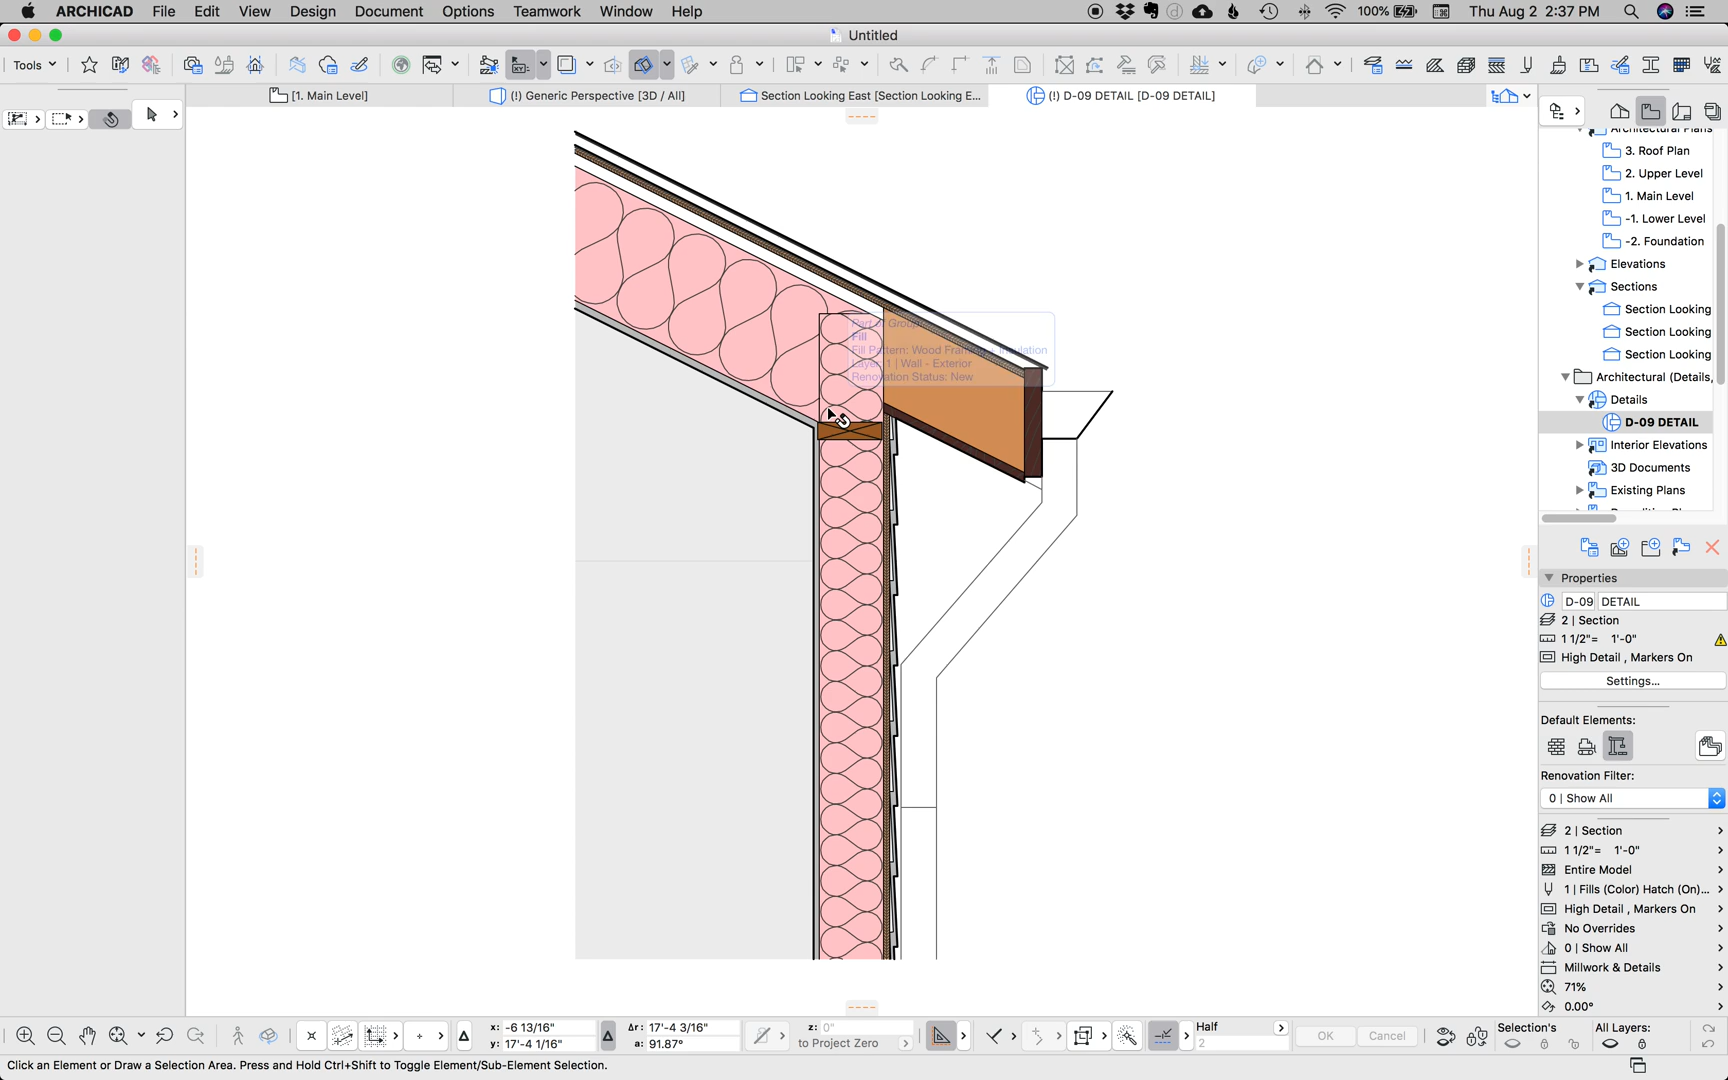 ARCHICAD File Edit View Design Document Options Teamwork Window Help
100% Thu Aug 2 2:37 PM
Untitled
Tools
[1. Main Level]
(!) Generic Perspective [3D / All]
Section Looking East [Section Looking E...
(!) D-09 DETAIL [D-09 DETAIL]
Architectural Plans
3. Roof Plan
2. Upper Level
1. Main Level
-1. Lower Level
-2. Foundation
Elevations
Sections
Section Looking
Section Looking
Section Looking
Architectural (Details,
Details
D-09 DETAIL
Interior Elevations
3D Documents
Existing Plans
Part of Group
Fill
Fill Pattern: Wood Framing - Insulation
Layer: 1 | Wall - Exterior
Renovation Status: New
Properties
D-09 DETAIL
2 | Section
1 1/2"= 1'-0"
High Detail , Markers On
Settings...
Default Elements:
Renovation Filter:
0 | Show All
2 | Section
1 1/2"= 1'-0"
Entire Model
1 | Fills (Color) Hatch (On)...
High Detail , Markers On
No Overrides
0 | Show All
Millwork & Details
71%
0.00°
x: -6 13/16"
y: 17'-4 1/16"
Δr: 17'-4 3/16"
a: 91.87°
z: 0"
to Project Zero
Half
2
OK
Cancel
Selection's
All Layers:
Click an Element or Draw a Selection Area. Press and Hold Ctrl+Shift to Toggle Element/Sub-Element Selection.